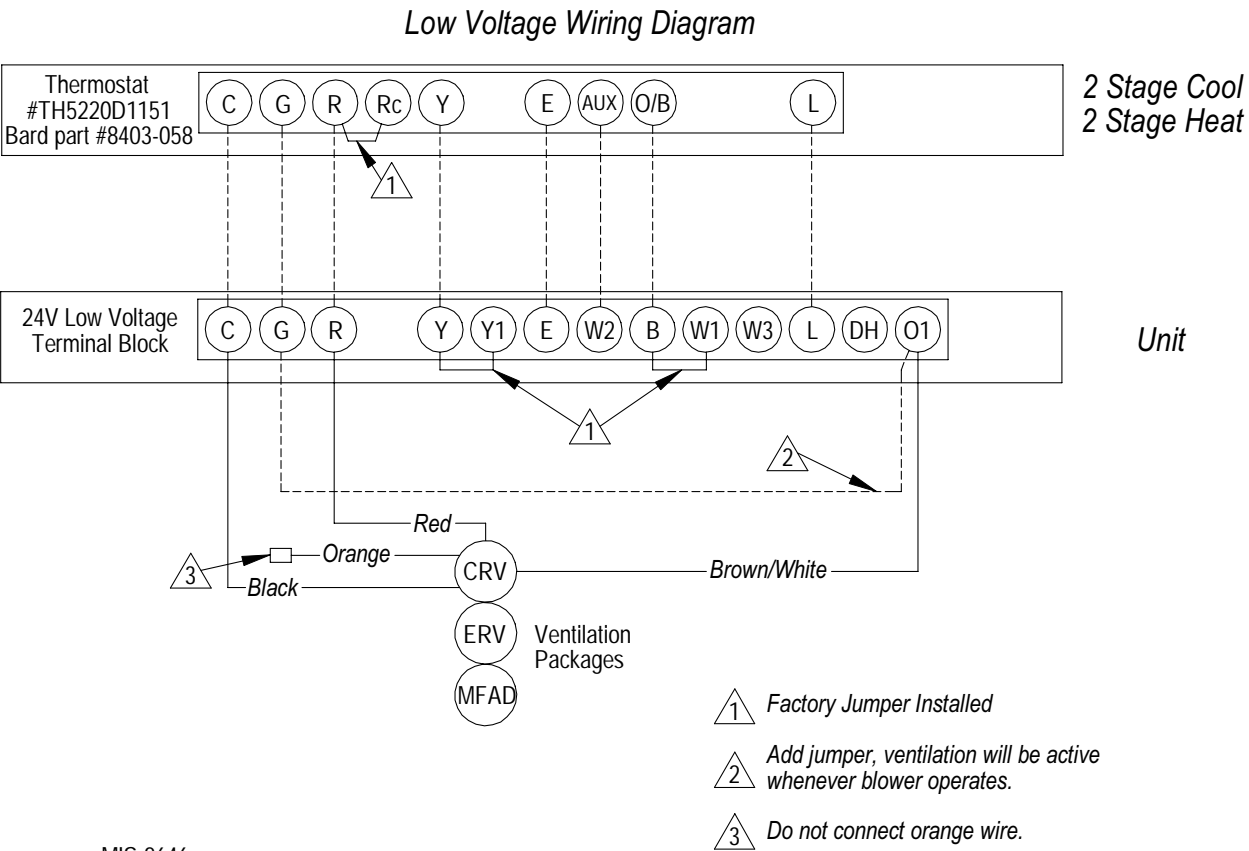 Low Voltage Wiring Diagram
Thermostat
#TH5220D1151
Bard part #8403-058
C G R Rc Y E AUX O/B L
2 Stage Cool
2 Stage Heat
1
24V Low Voltage
Terminal Block
C G R Y Y1 E W2 B W1 W3 L DH O1
Unit
1
2
Red
3
Orange
CRV
Brown/White
Black
ERV
Ventilation
Packages
MFAD
1 Factory Jumper Installed
2 Add jumper, ventilation will be active
whenever blower operates.
3 Do not connect orange wire.